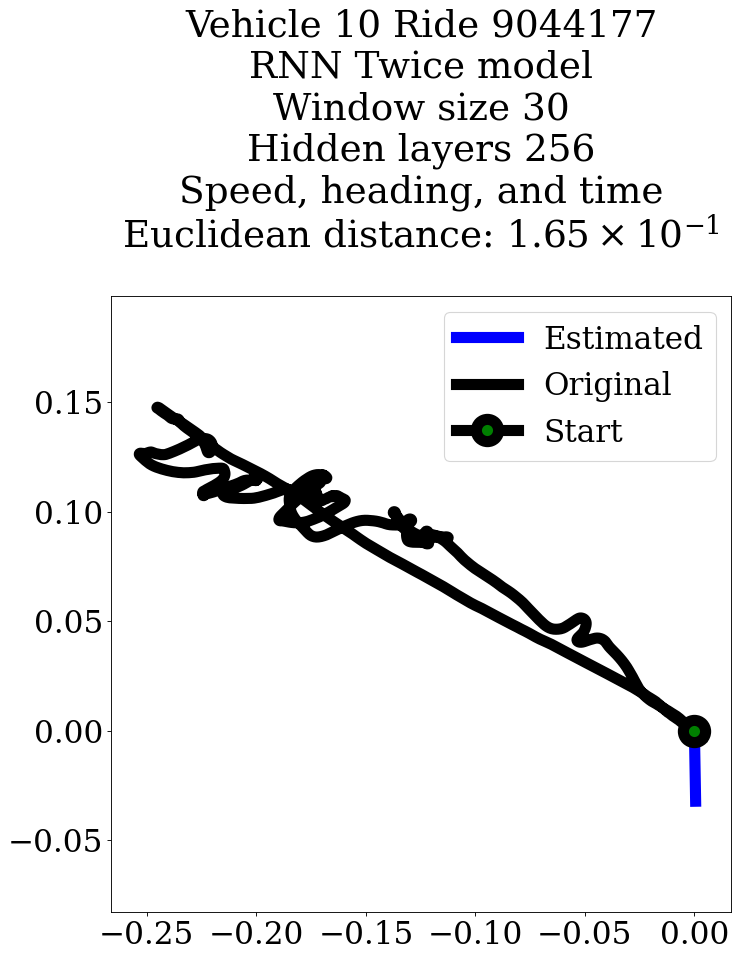 Vehicle 10 Ride 9044177
RNN Twice model
Window size 30
Hidden layers 256
Speed, heading, and time
Euclidean distance: 1.65 × 10⁻¹
Estimated
Original
Start
0.15
0.10
0.05
0.00
−0.05
−0.25 −0.20 −0.15 −0.10 −0.05 0.00